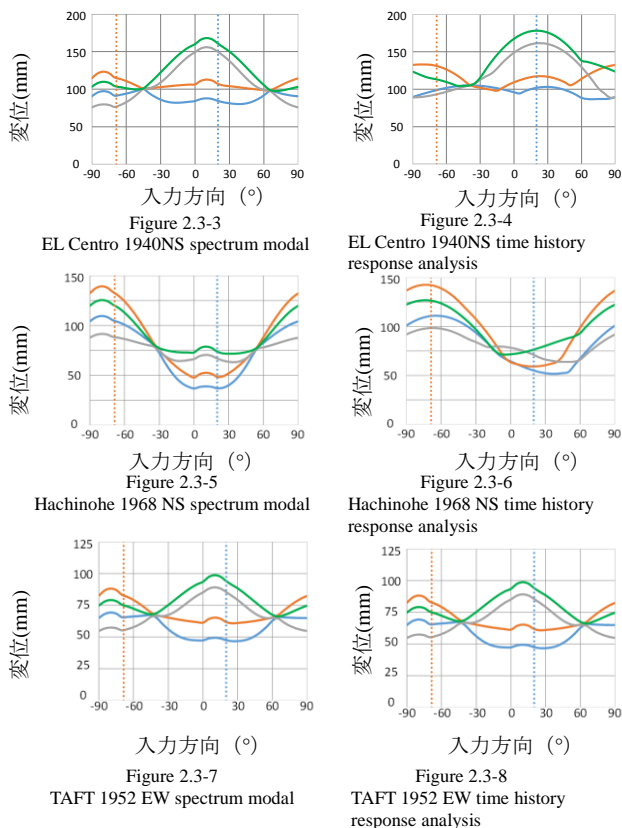 200
150
100
50
0
-90 -60 -30 0 30 60 90
変位(mm)
入力方向（°）
Figure 2.3-3
EL Centro 1940NS spectrum modal
200
150
100
50
0
-90 -60 -30 0 30 60 90
変位(mm)
入力方向（°）
Figure 2.3-4
EL Centro 1940NS time history
response analysis
150
100
50
0
-90 -60 -30 0 30 60 90
変位(mm)
入力方向（°）
Figure 2.3-5
Hachinohe 1968 NS spectrum modal
150
100
50
0
-90 -60 -30 0 30 60 90
変位(mm)
入力方向（°）
Figure 2.3-6
Hachinohe 1968 NS time history
response analysis
125
100
75
50
25
0
-90 -60 -30 0 30 60 90
変位(mm)
入力方向（°）
Figure 2.3-7
TAFT 1952 EW spectrum modal
125
100
75
50
25
0
-90 -60 -30 0 30 60 90
変位(mm)
入力方向（°）
Figure 2.3-8
TAFT 1952 EW time history
response analysis